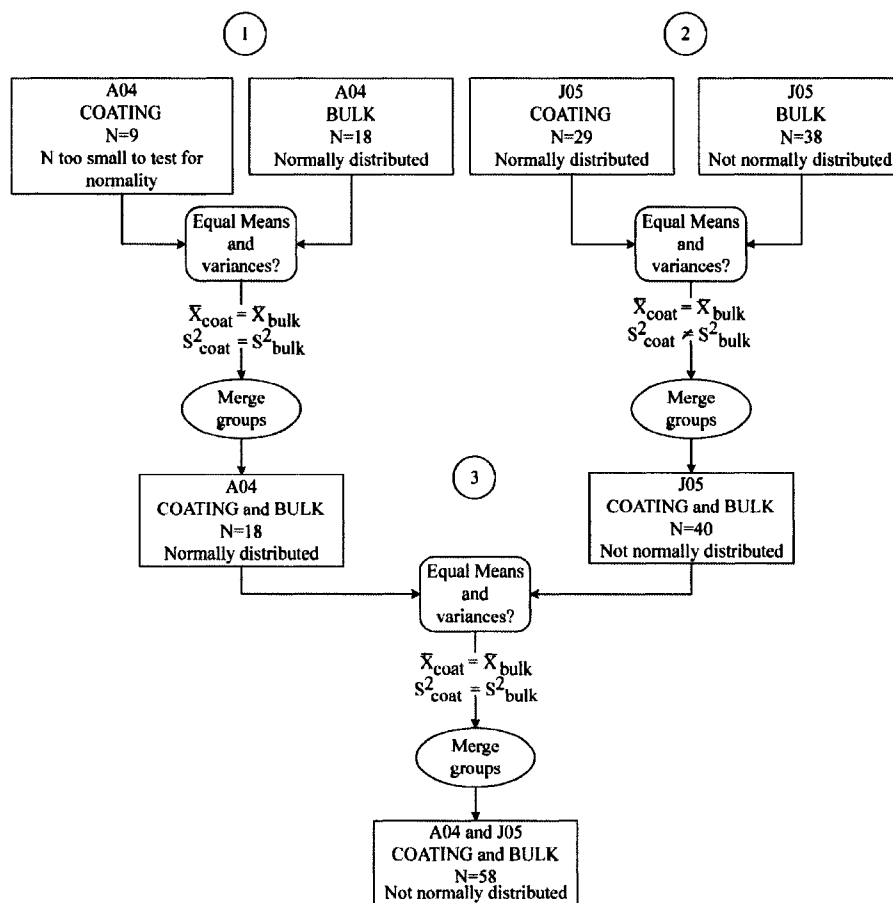 1
2
A04
COATING
N=9
N too small to test for
normality
A04
BULK
N=18
Normally distributed
J05
COATING
N=29
Normally distributed
J05
BULK
N=38
Not normally distributed
Equal Means
and
variances?
Equal Means
and
variances?
X̄coat = X̄bulk
S²coat = S²bulk
X̄coat = X̄bulk
S²coat ≠ S²bulk
Merge
groups
Merge
groups
3
A04
COATING and BULK
N=18
Normally distributed
J05
COATING and BULK
N=40
Not normally distributed
Equal Means
and
variances?
X̄coat = X̄bulk
S²coat = S²bulk
Merge
groups
A04 and J05
COATING and BULK
N=58
Not normally distributed